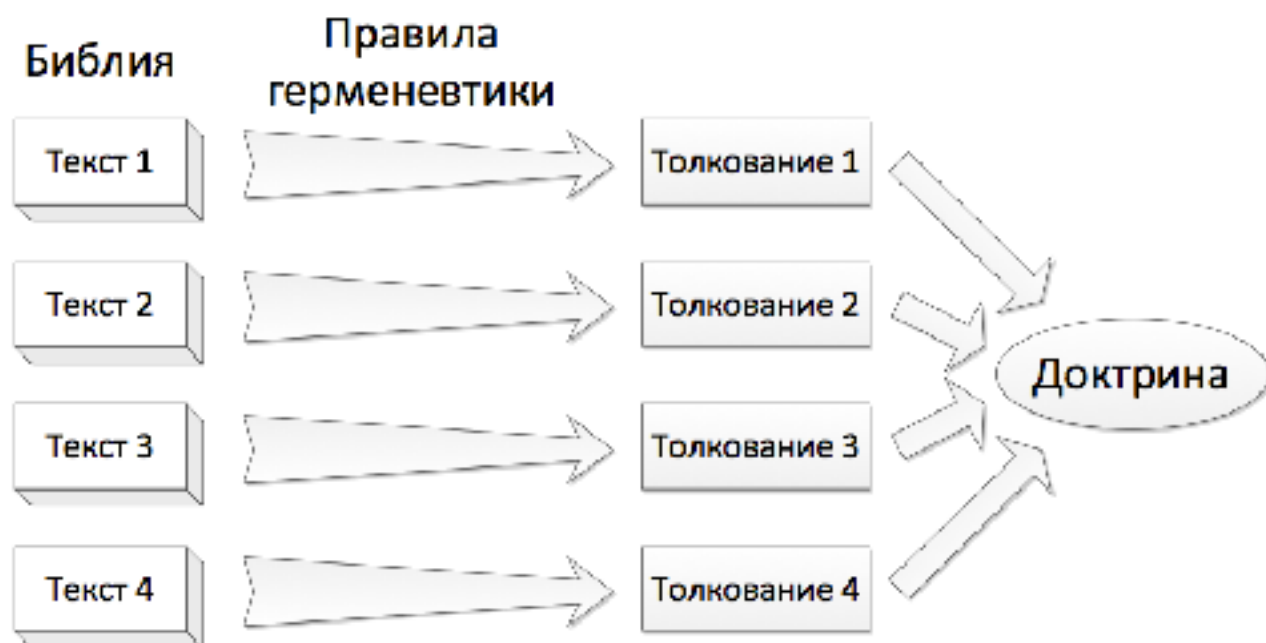 Библия
Правила
герменевтики
Текст 1
Толкование 1
Текст 2
Толкование 2
Доктрина
Текст 3
Толкование 3
Текст 4
Толкование 4